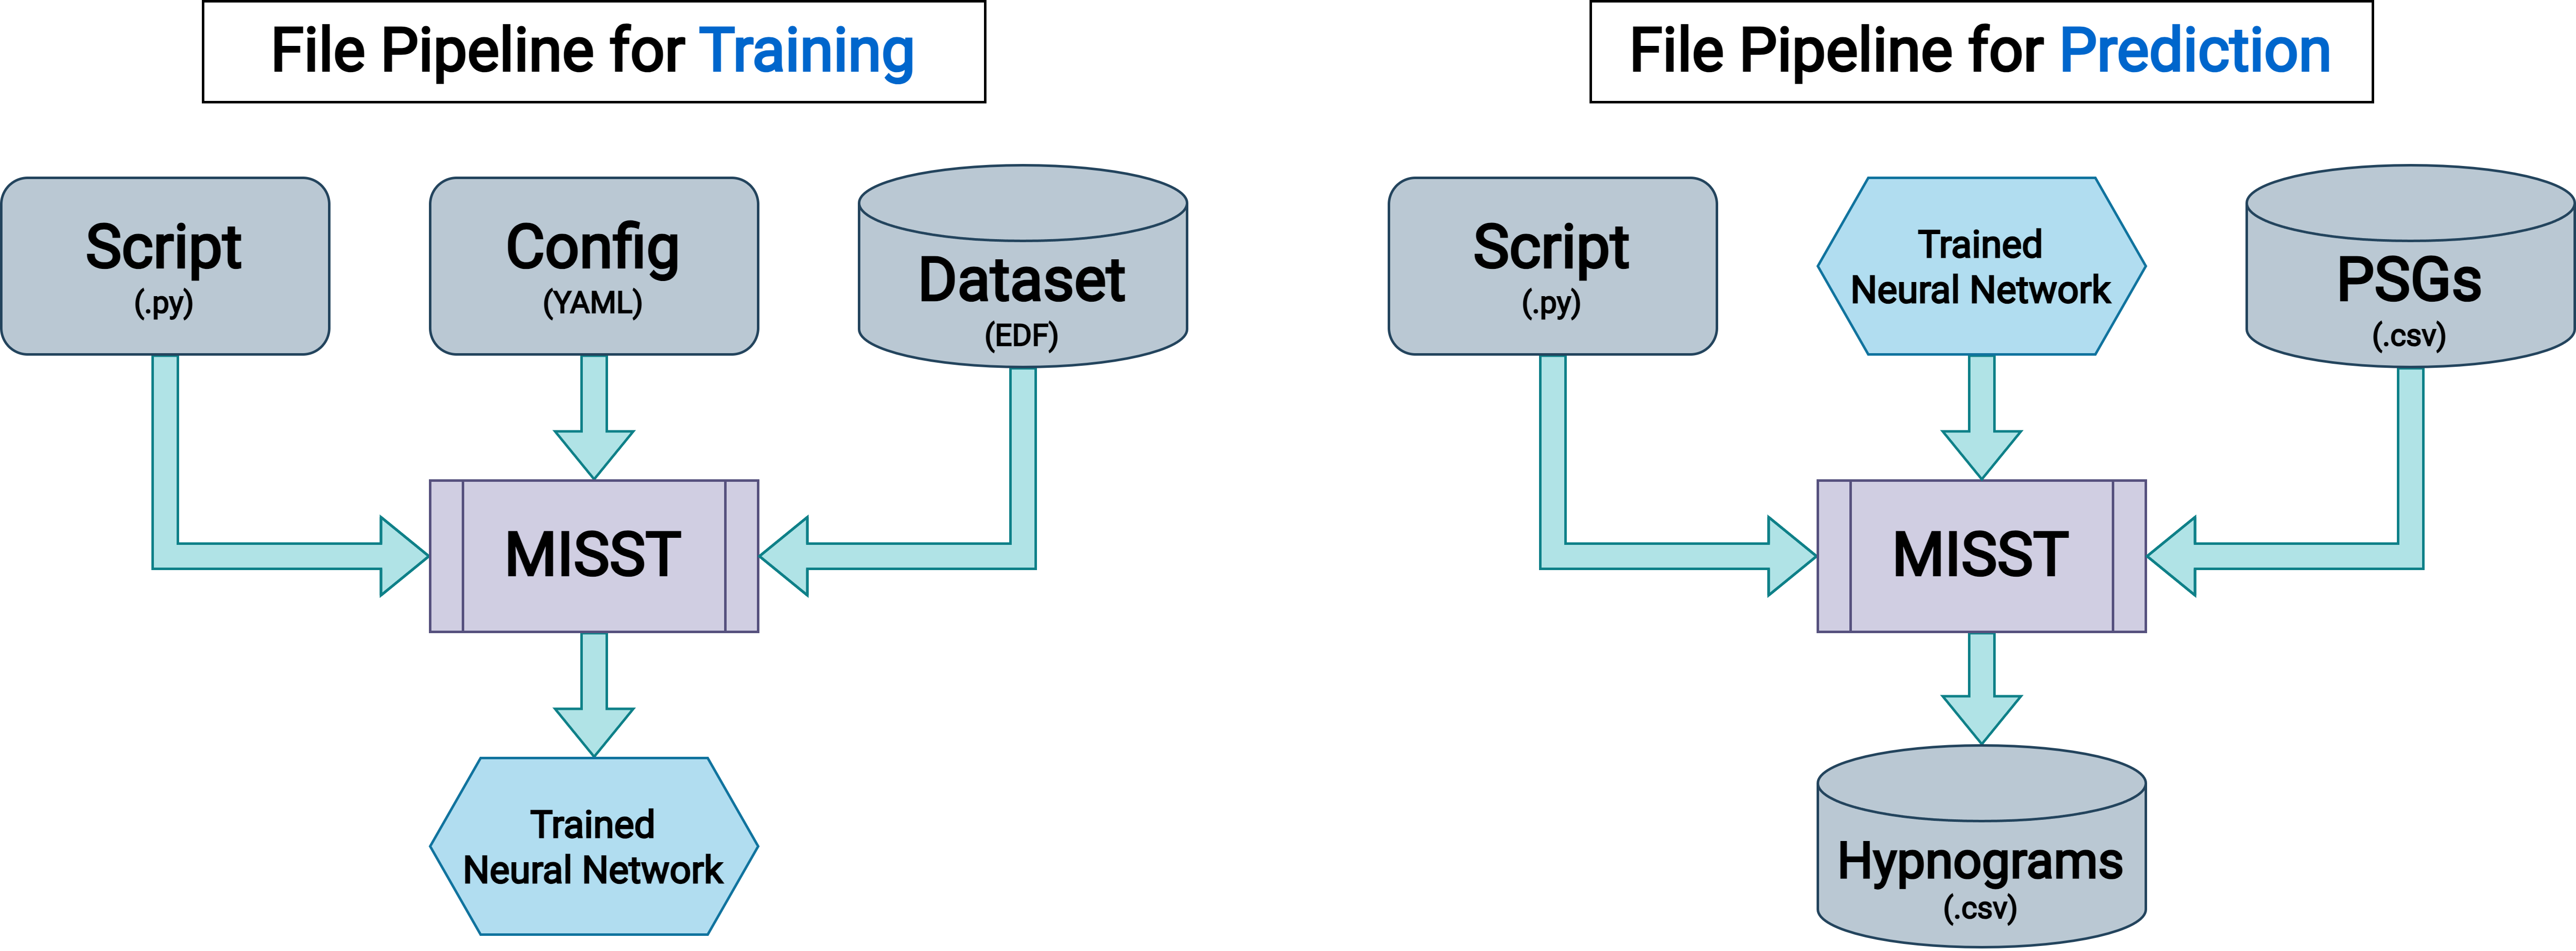 File Pipeline for Training
Script
(.py)
Config
(YAML)
Dataset
(EDF)
MISST
Trained
Neural Network
File Pipeline for Prediction
Script
(.py)
Trained
Neural Network
PSGs
(.csv)
MISST
Hypnograms
(.csv)